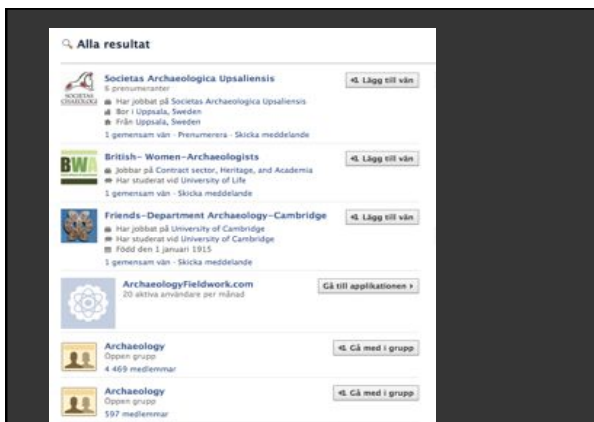 Alla resultat
Societas Archaeologica Upsaliensis
Lägg till vän
6 prenumeranter
Har jobbat på Societas Archaeologica Upsaliensis
Bor i Uppsala, Sweden
Från Uppsala, Sweden
1 gemensam vän · Prenumerera · Skicka meddelande
SOCIETAS
BWA
British- Women-Archaeologists
Lägg till vän
Jobbar på Contract sector, Heritage, and Academia
Har studerat vid University of Life
1 gemensam vän · Skicka meddelande
Friends-Department Archaeology-Cambridge
Lägg till vän
Har jobbat på University of Cambridge
Har studerat vid University of Cambridge
Född den 1 januari 1915
1 gemensam vän · Skicka meddelande
ArchaeologyFieldwork.com
Gå till applikationen
20 aktiva användare per månad
Archaeology
Gå med i grupp
Öppen grupp
4 469 medlemmar
Archaeology
Gå med i grupp
Öppen grupp
597 medlemmar